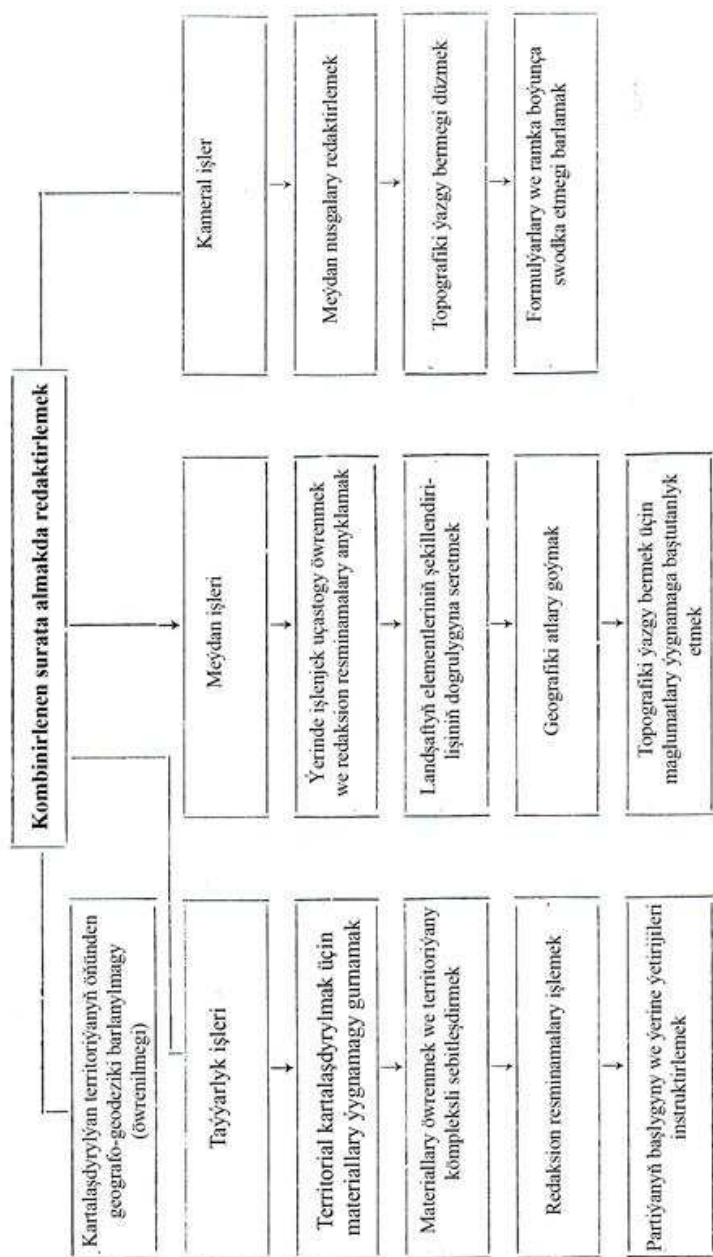 Kombinirlenen surata almakda redaktirlemek
Kartalaşdyrylýan territoriýanyň öňünden
geografo-geodeziki barlanylmagy
(öwrenilmegi)
Taýýarlyk işleri
Territorial kartalaşdyrylmak üçin
materiallary ýygnamagy gurnamak
Materiallary öwrenmek we territoriýany
kömpleksli sebitleşdirmek
Redaksion resminamalary işlemek
Partiýanyň başlygyny we ýerine ýetirijileri
instruktirlemek
Meýdan işleri
Ýerinde işlenjek uçastogy öwrenmek
we redaksion resminamalary anyklamak
Landşaftyň elementleriniň şekillendiri-
lişiniň dogrulygyna seretmek
Geografiki atlary goýmak
Topografiki ýazgy bermek üçin
maglumatlary ýygnamaga baştutanlyk
etmek
Kameral işler
Meýdan nusgalary redaktirlemek
Topografiki ýazgy bermegi düzmek
Formulýarlary we ramka boýunça
swodka etmegi barlamak